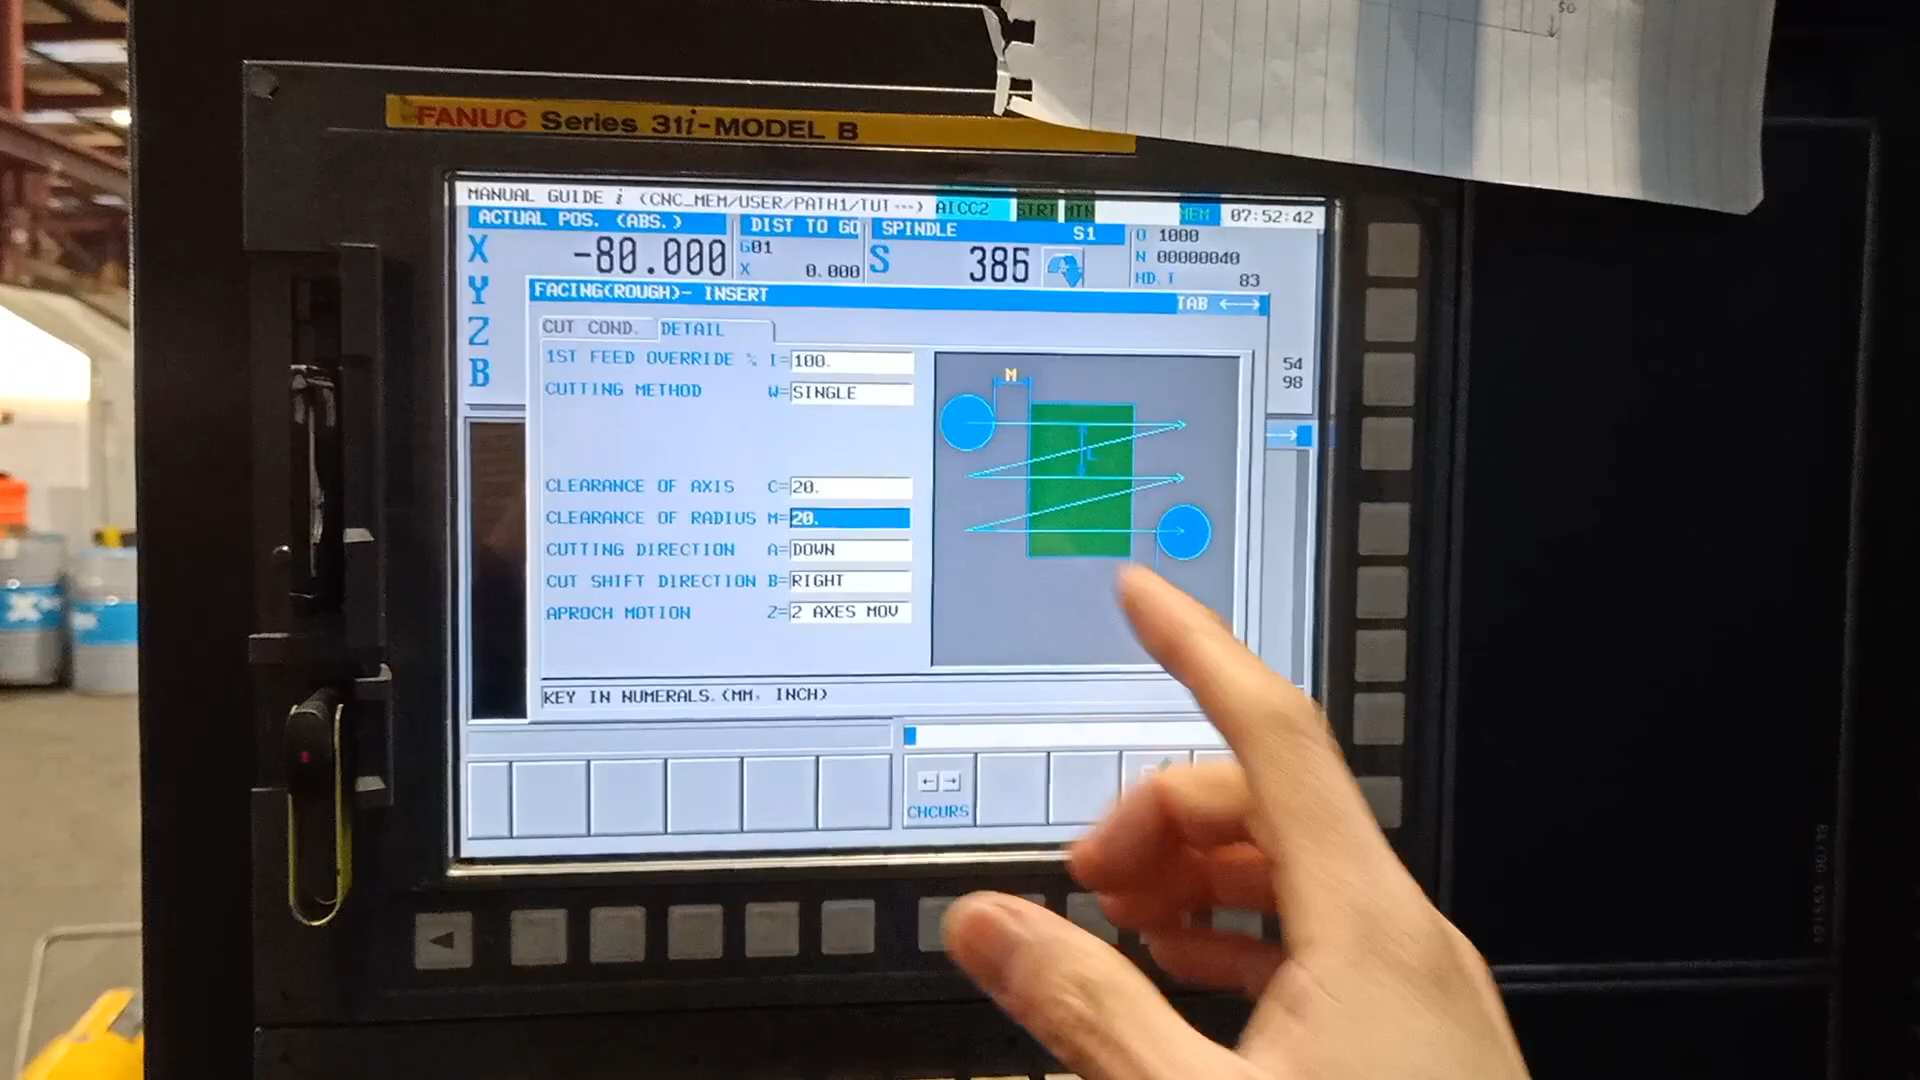 50
FANUC Series 31i-MODEL B
MANUAL GUIDE i (CNC_MEM/USER/PATH1/TUT---) AICC2 STRT MTN MEM 07:52:42
ACTUAL POS. (ABS.) DIST TO GO SPINDLE S1 O 1000
X -80.000 G01 S 385 N 00000040
X 0.000 HD.T 83
Y
FACING(ROUGH)- INSERT TAB
Z CUT COND. DETAIL
B
1ST FEED OVERRIDE % I=100.
54
CUTTING METHOD W=SINGLE
98
M
L
CLEARANCE OF AXIS C=20.
CLEARANCE OF RADIUS M=20.
CUTTING DIRECTION A=DOWN
CUT SHIFT DIRECTION B=RIGHT
APROCH MOTION Z=2 AXES MOV
KEY IN NUMERALS.(MM, INCH)
CHCURS